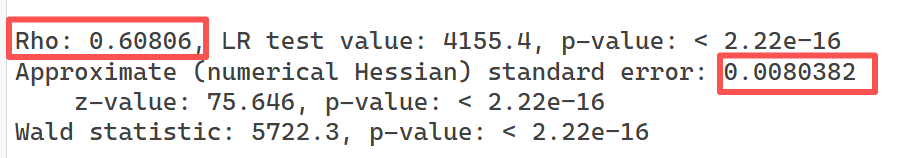 Rho: 0.60806, LR test value: 4155.4, p-value: < 2.22e-16
Approximate (numerical Hessian) standard error: 0.0080382
    z-value: 75.646, p-value: < 2.22e-16
Wald statistic: 5722.3, p-value: < 2.22e-16